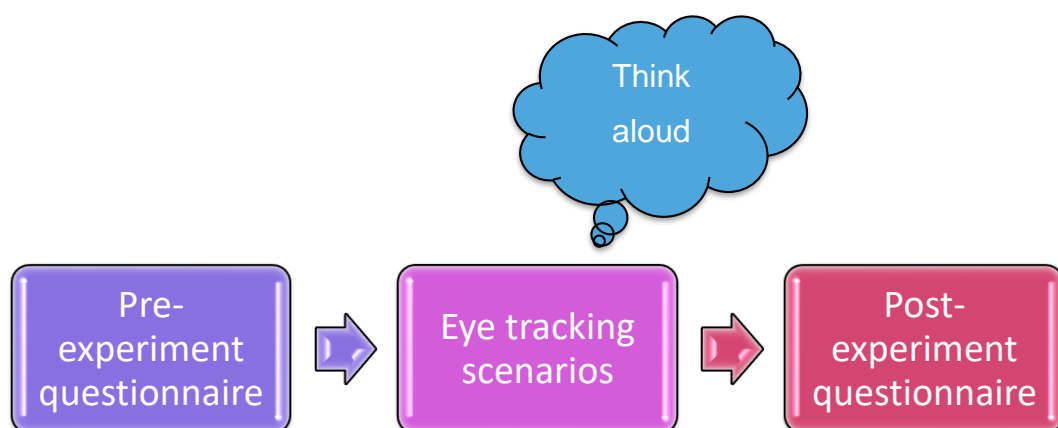 Think
aloud
Pre-
experiment
questionnaire
Eye tracking
scenarios
Post-
experiment
questionnaire